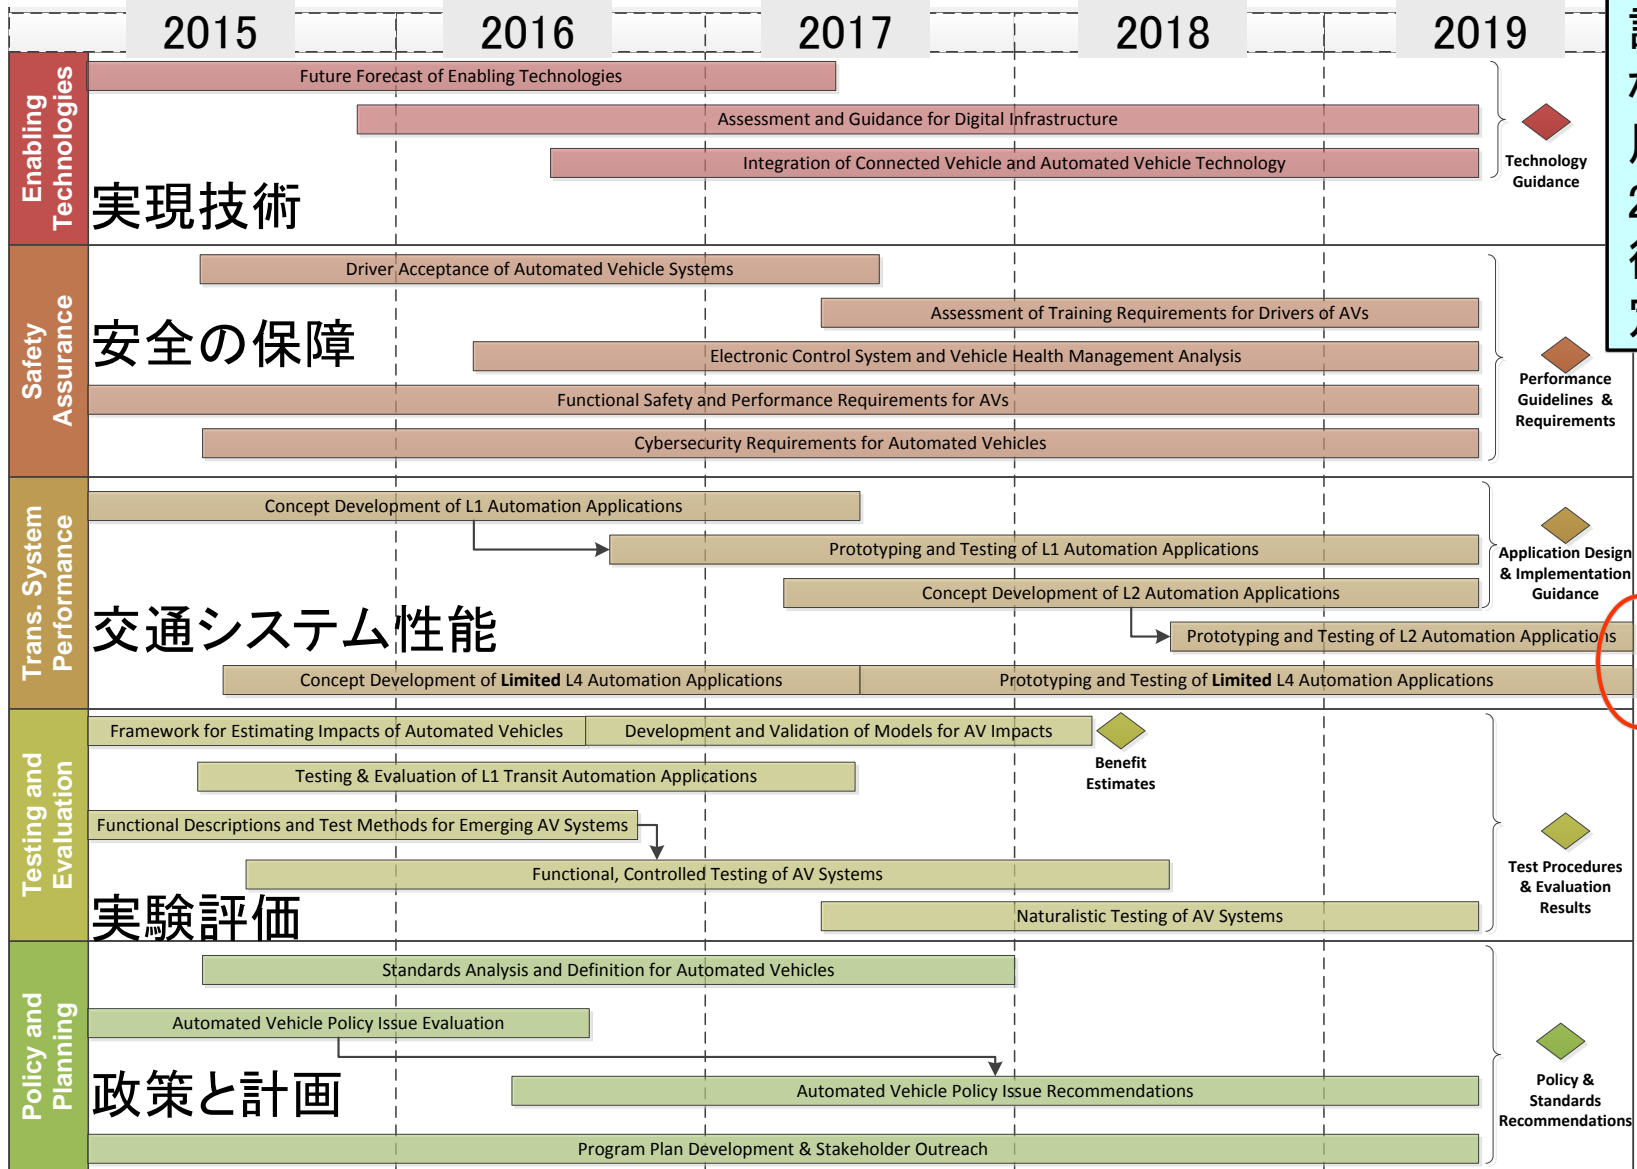 2015
2016
2017
2018
2019
Enabling
Technologies
Future Forecast of Enabling Technologies
Assessment and Guidance for Digital Infrastructure
Integration of Connected Vehicle and Automated Vehicle Technology
実現技術
Technology
Guidance
Safety
Assurance
Driver Acceptance of Automated Vehicle Systems
Assessment of Training Requirements for Drivers of AVs
安全の保障
Electronic Control System and Vehicle Health Management Analysis
Functional Safety and Performance Requirements for AVs
Cybersecurity Requirements for Automated Vehicles
Performance
Guidelines &
Requirements
Trans. System
Performance
Concept Development of L1 Automation Applications
Prototyping and Testing of L1 Automation Applications
Concept Development of L2 Automation Applications
交通システム性能
Prototyping and Testing of L2 Automation Applications
Concept Development of Limited L4 Automation Applications
Prototyping and Testing of Limited L4 Automation Applications
Application Design
& Implementation
Guidance
Testing and
Evaluation
Framework for Estimating Impacts of Automated Vehicles
Development and Validation of Models for AV Impacts
Benefit
Estimates
Testing & Evaluation of L1 Transit Automation Applications
Functional Descriptions and Test Methods for Emerging AV Systems
Functional, Controlled Testing of AV Systems
実験評価
Naturalistic Testing of AV Systems
Test Procedures
& Evaluation
Results
Policy and
Planning
Standards Analysis and Definition for Automated Vehicles
Automated Vehicle Policy Issue Evaluation
政策と計画
Automated Vehicle Policy Issue Recommendations
Program Plan Development & Stakeholder Outreach
Policy &
Standards
Recommendations